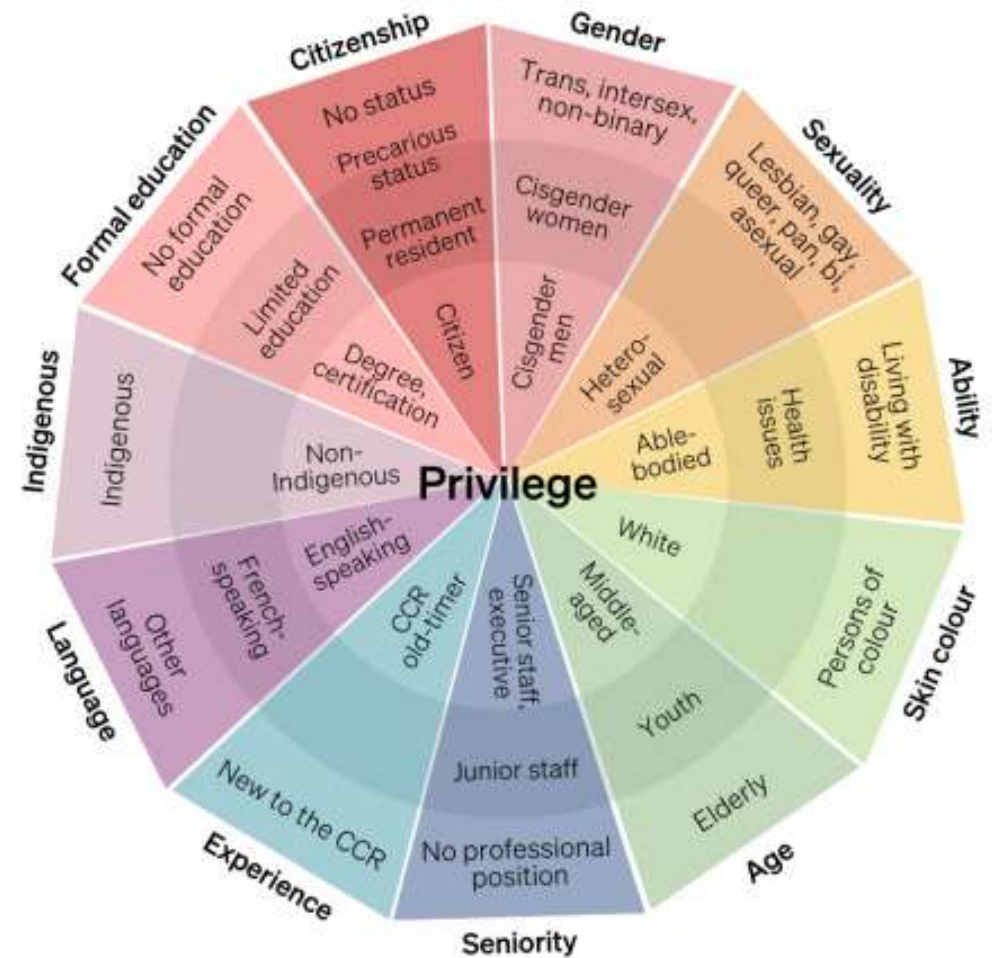 Privilege
Gender
Trans, intersex,
non-binary
Cisgender
women
Cisgender
men
Sexuality
Lesbian, gay,
queer, pan, bi,
asexual
Hetero-
sexual
Ability
Living with
disability
Health
issues
Able-
bodied
Skin colour
Persons of
colour
White
Age
Elderly
Youth
Middle-
aged
Seniority
No professional
position
Junior staff
Senior staff,
executive
Experience
New to the CCR
CCR
old-timer
Language
Other
languages
French-
speaking
English-
speaking
Indigenous
Indigenous
Non-
Indigenous
Formal education
No formal
education
Limited
education
Degree,
certification
Citizenship
No status
Precarious
status
Permanent
resident
Citizen